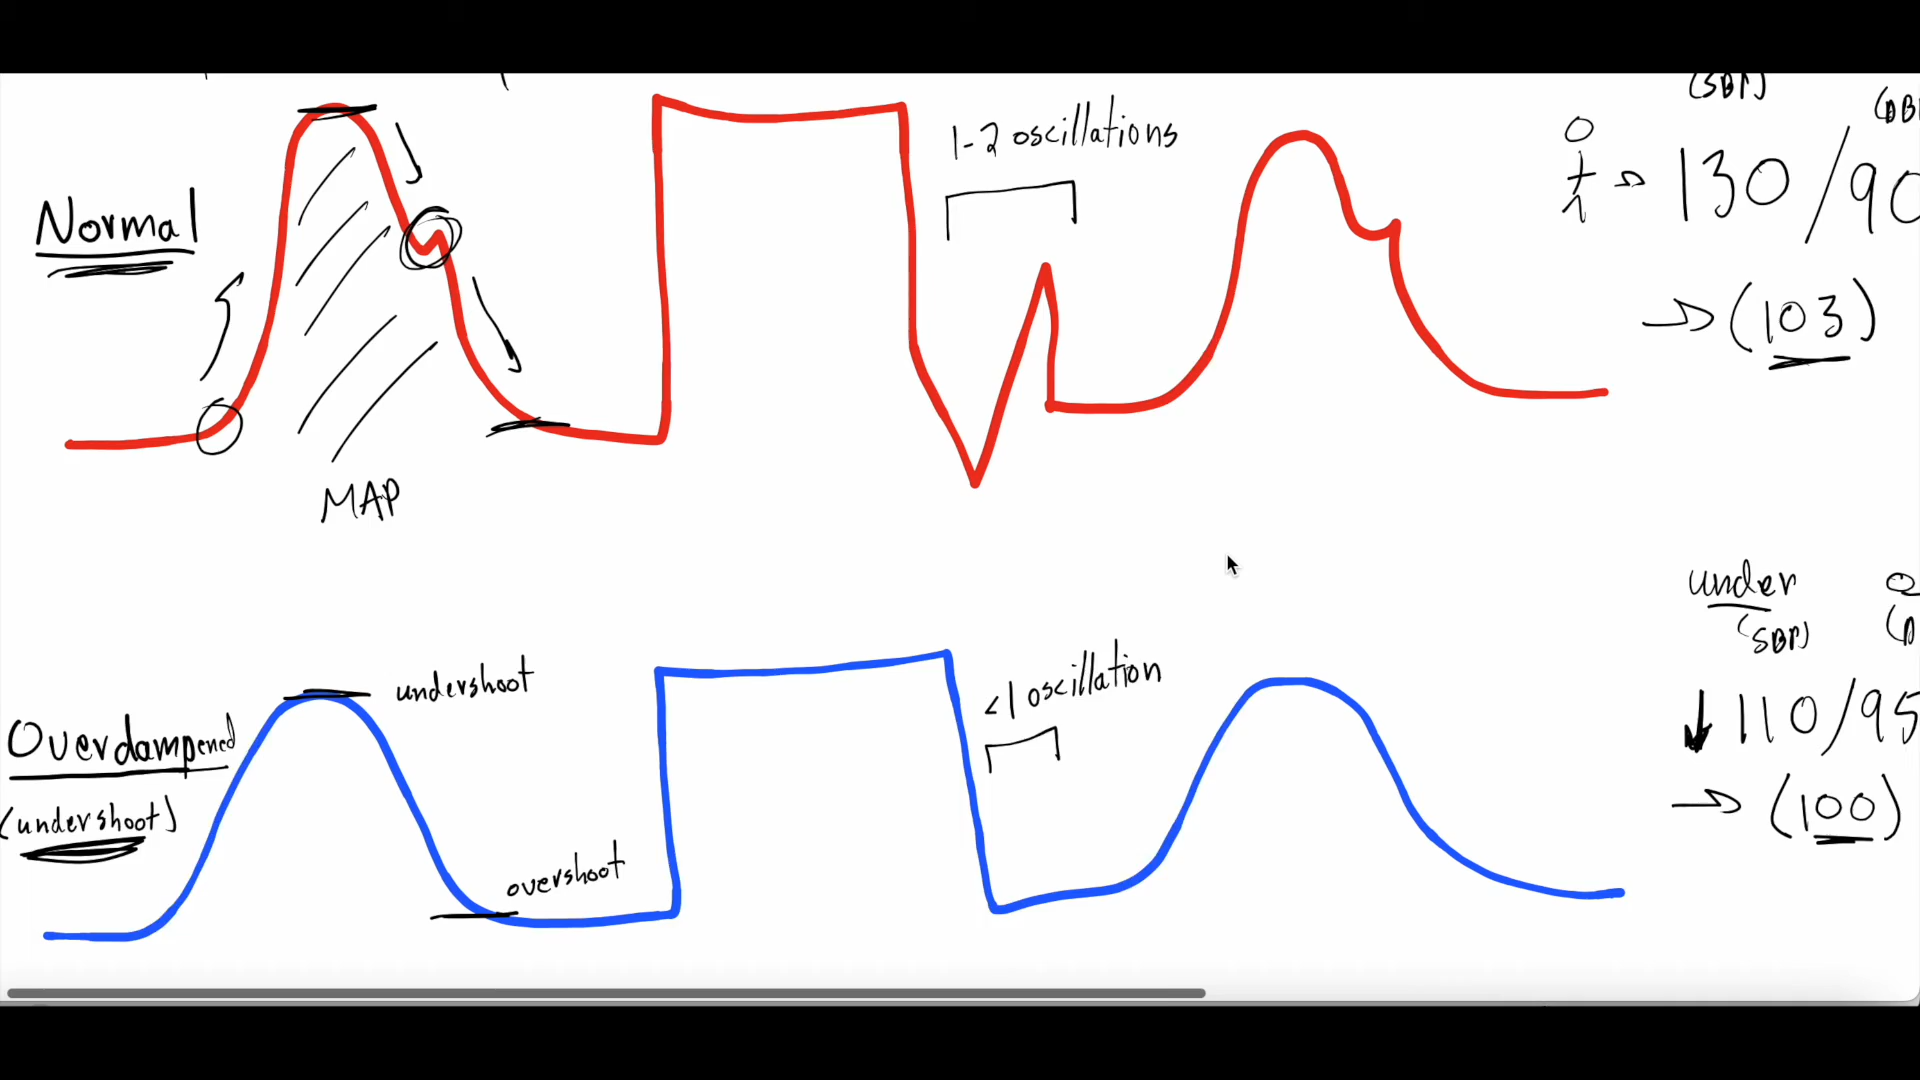 (SBP)
1-2 oscillations
130/90
Normal
(103)
MAP
under
(SBP)
<1 oscillation
undershoot
110/95
Overdampened
(100)
(undershoot)
overshoot